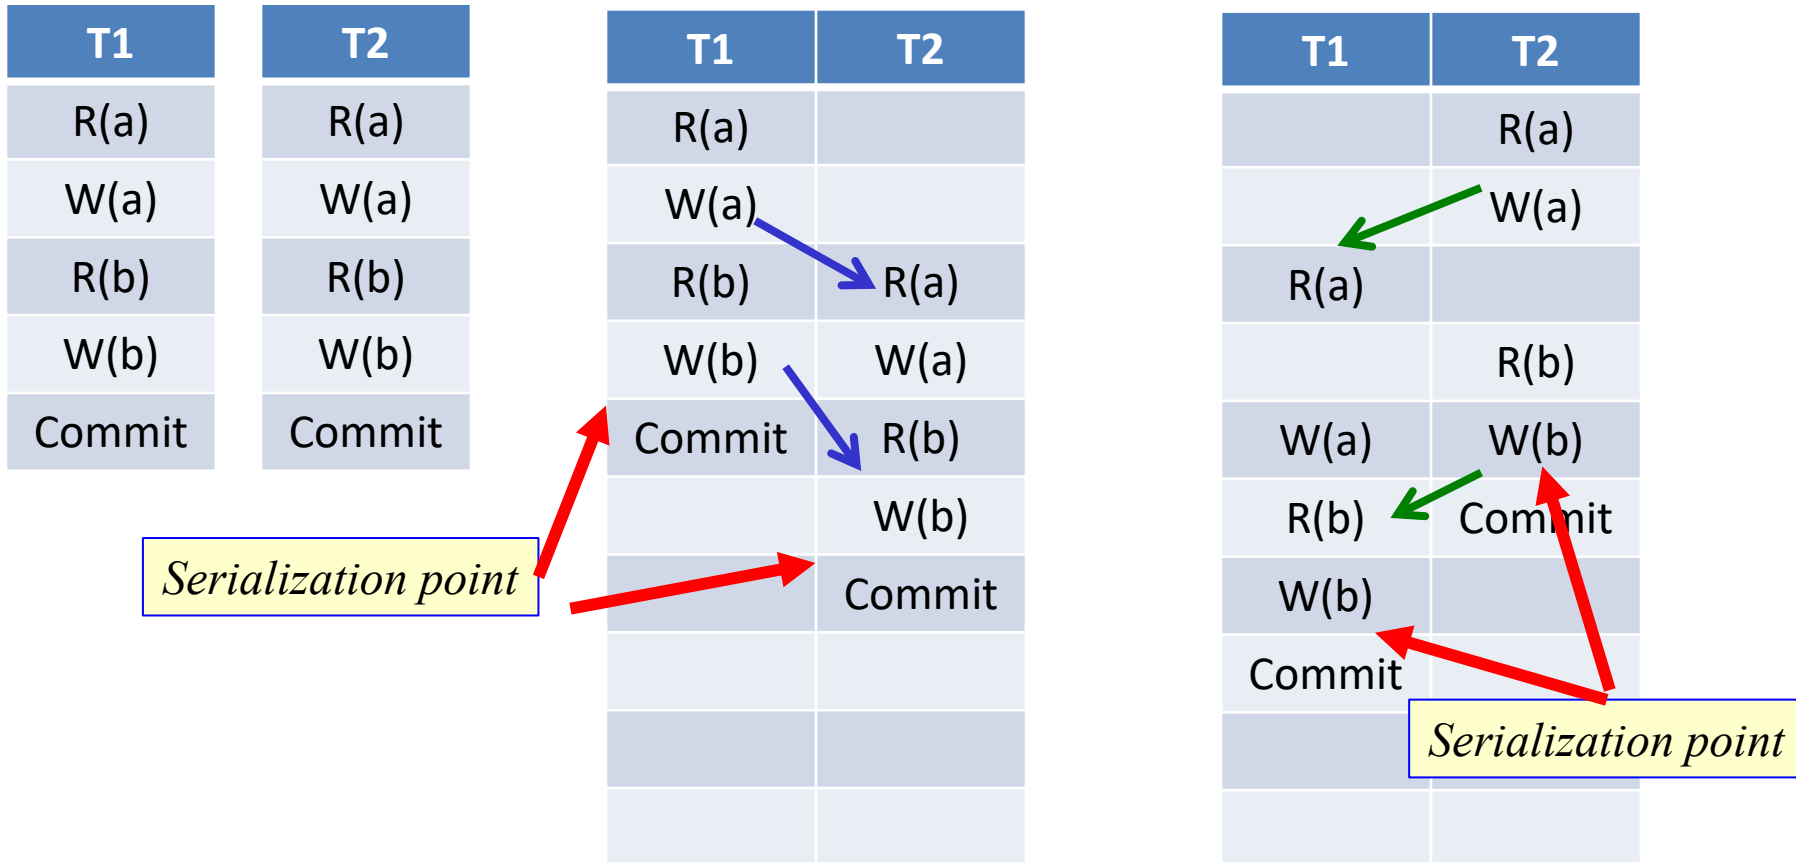 T1 T2
R(a) R(a)
W(a) W(a)
R(b) R(b)
W(b) W(b)
Commit Commit
T1 T2
R(a)
W(a)
R(b) R(a)
W(b) W(a)
Commit R(b)
W(b)
Commit
Serialization point
T1 T2
R(a)
W(a)
R(a)
R(b)
W(a) W(b)
R(b) Commit
W(b)
Commit
Serialization point